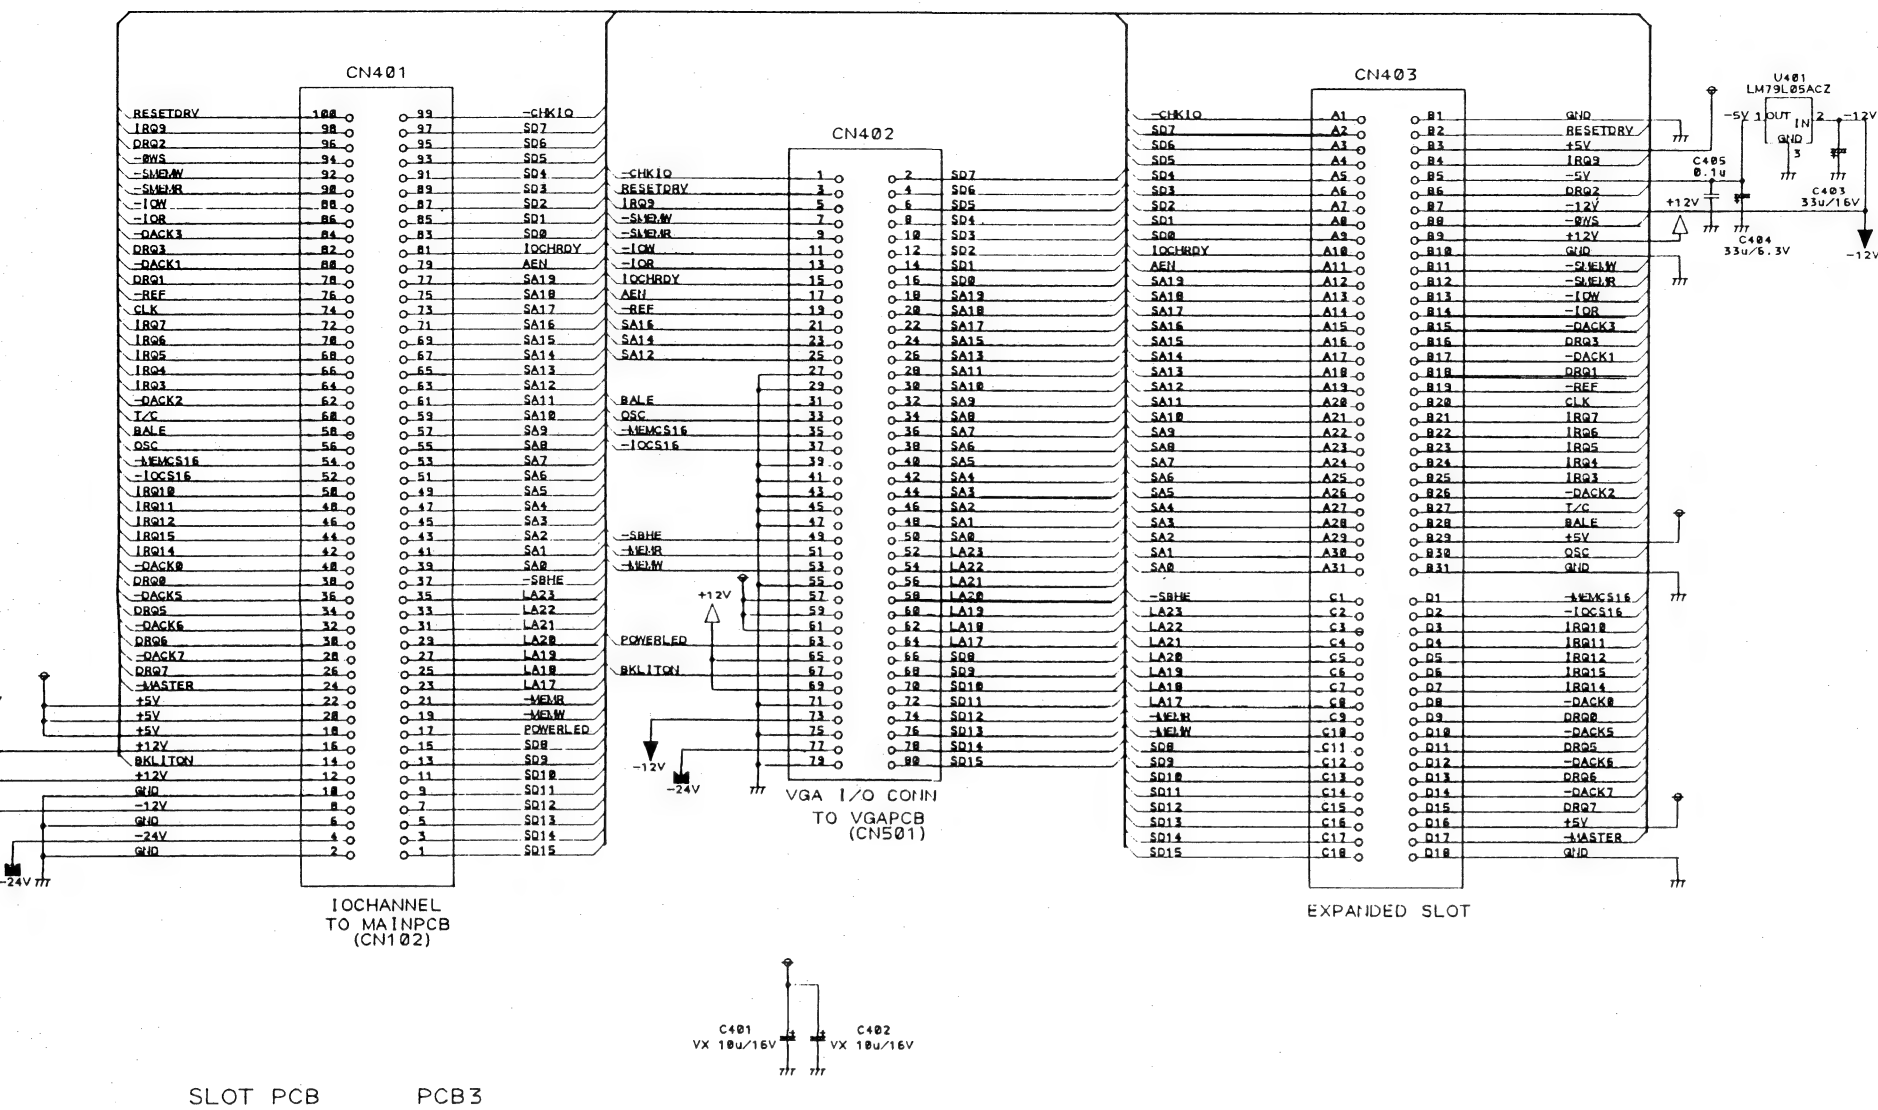 CN401
RESETDRV 100 99 -CHKIO
IRQ9 98 97 SD7
DRQ2 96 95 SD6
-0WS 94 93 SD5
-SMEMW 92 91 SD4
-SMEMR 90 89 SD3
-IOW 88 87 SD2
-IOR 86 85 SD1
-DACK3 84 83 SD0
DRQ3 82 81 IOCHRDY
-DACK1 80 79 AEN
DRQ1 78 77 SA19
-REF 76 75 SA18
CLK 74 73 SA17
IRQ7 72 71 SA16
IRQ6 70 69 SA15
IRQ5 68 67 SA14
IRQ4 66 65 SA13
IRQ3 64 63 SA12
-DACK2 62 61 SA11
T/C 60 59 SA10
BALE 58 57 SA9
OSC 56 55 SA8
-MEMCS16 54 53 SA7
-IOCS16 52 51 SA6
IRQ10 50 49 SA5
IRQ11 48 47 SA4
IRQ12 46 45 SA3
IRQ15 44 43 SA2
IRQ14 42 41 SA1
-DACK0 40 39 SA0
DRQ0 38 37 -SBHE
-DACK5 36 35 LA23
DRQ5 34 33 LA22
-DACK6 32 31 LA21
DRQ6 30 29 LA20
-DACK7 28 27 LA19
DRQ7 26 25 LA18
-MASTER 24 23 LA17
+5V 22 21 -MEMR
+5V 20 19 -MEMW
+5V 18 17 POWERLED
+12V 16 15 SD8
BKLITON 14 13 SD9
+12V 12 11 SD10
GND 10 9 SD11
-12V 8 7 SD12
GND 6 5 SD13
-24V 4 3 SD14
GND 2 1 SD15
-24V
IOCHANNEL
TO MAINPCB
(CN102)
CN402
-CHKIO 1 2 SD7
RESETDRV 3 4 SD6
IRQ9 5 6 SD5
-SMEMW 7 8 SD4
-SMEMR 9 10 SD3
-IOW 11 12 SD2
-IOR 13 14 SD1
IOCHRDY 15 16 SD0
AEN 17 18 SA19
-REF 19 20 SA18
SA16 21 22 SA17
SA14 23 24 SA15
SA12 25 26 SA13
27 28 SA11
29 30 SA10
BALE 31 32 SA9
OSC 33 34 SA8
-MEMCS16 35 36 SA7
-IOCS16 37 38 SA6
39 40 SA5
41 42 SA4
43 44 SA3
45 46 SA2
47 48 SA1
-SBHE 49 50 SA0
-MEMR 51 52 LA23
-MEMW 53 54 LA22
55 56 LA21
+12V 57 58 LA20
59 60 LA19
61 62 LA18
POWERLED 63 64 LA17
65 66 SD8
BKLITON 67 68 SD9
69 70 SD10
71 72 SD11
73 74 SD12
75 76 SD13
77 78 SD14
79 80 SD15
-12V
-24V
VGA I/O CONN
TO VGAPCB
(CN501)
CN403
-CHKIO A1 B1 GND
SD7 A2 B2 RESETDRV
SD6 A3 B3 +5V
SD5 A4 B4 IRQ9
SD4 A5 B5 -5V
SD3 A6 B6 DRQ2
SD2 A7 B7 -12V
SD1 A8 B8 -0WS
SD0 A9 B9 +12V
IOCHRDY A10 B10 GND
AEN A11 B11 -SMEMW
SA19 A12 B12 -SMEMR
SA18 A13 B13 -IOW
SA17 A14 B14 -IOR
SA16 A15 B15 -DACK3
SA15 A16 B16 DRQ3
SA14 A17 B17 -DACK1
SA13 A18 B18 DRQ1
SA12 A19 B19 -REF
SA11 A20 B20 CLK
SA10 A21 B21 IRQ7
SA9 A22 B22 IRQ6
SA8 A23 B23 IRQ5
SA7 A24 B24 IRQ4
SA6 A25 B25 IRQ3
SA5 A26 B26 -DACK2
SA4 A27 B27 T/C
SA3 A28 B28 BALE
SA2 A29 B29 +5V
SA1 A30 B30 OSC
SA0 A31 B31 GND
-SBHE C1 D1 -MEMCS16
LA23 C2 D2 -IOCS16
LA22 C3 D3 IRQ10
LA21 C4 D4 IRQ11
LA20 C5 D5 IRQ12
LA19 C6 D6 IRQ15
LA18 C7 D7 IRQ14
LA17 C8 D8 -DACK0
-MEMR C9 D9 DRQ0
-MEMW C10 D10 -DACK5
SD8 C11 D11 DRQ5
SD9 C12 D12 -DACK6
SD10 C13 D13 DRQ6
SD11 C14 D14 -DACK7
SD12 C15 D15 DRQ7
SD13 C16 D16 +5V
SD14 C17 D17 -MASTER
SD15 C18 D18 GND
EXPANDED SLOT
U401
LM79L05ACZ
-5V 1 OUT IN 2 -12V
GND
3
C405
0.1u
+12V
C403
33u/16V
C404
33u/6.3V
-12V
C401
VX 10u/16V
C402
VX 10u/16V
SLOT PCB PCB3